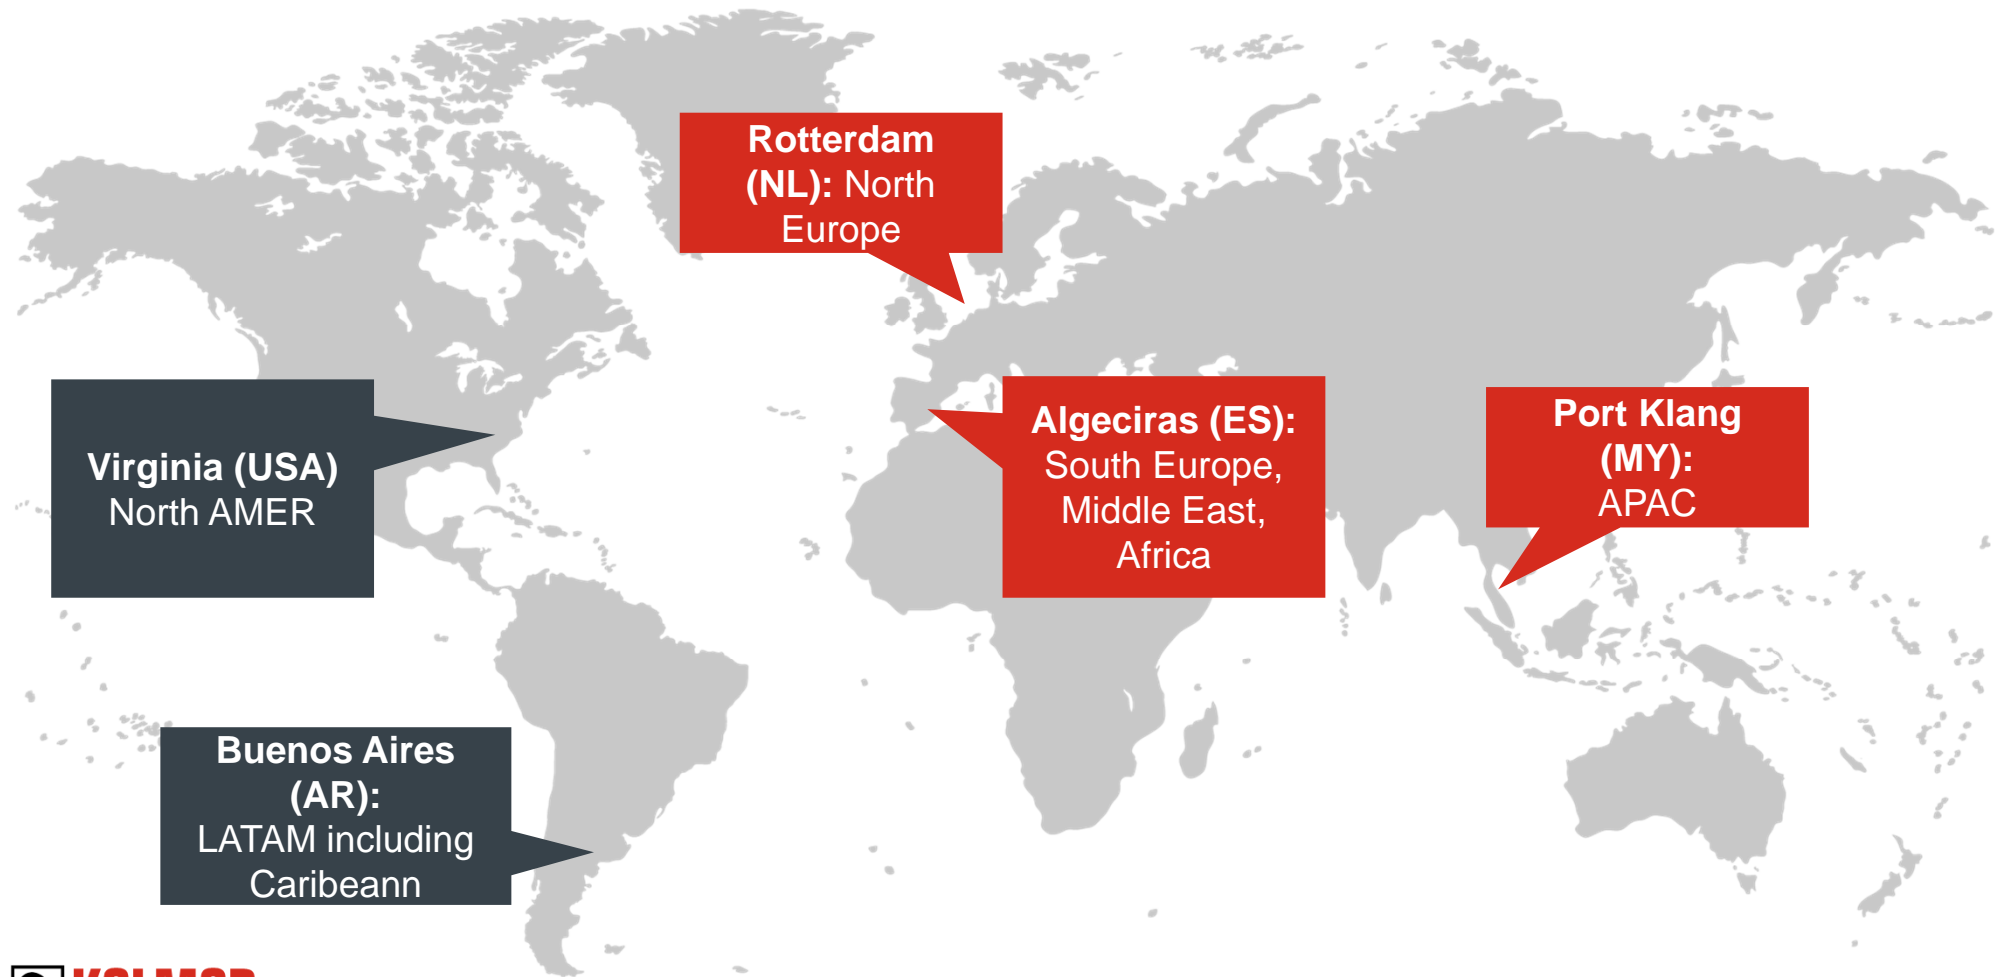 Rotterdam
(NL): North
Europe
Virginia (USA)
North AMER
Algeciras (ES):
South Europe,
Middle East,
Africa
Port Klang
(MY):
APAC
Buenos Aires
(AR):
LATAM including
Caribeann